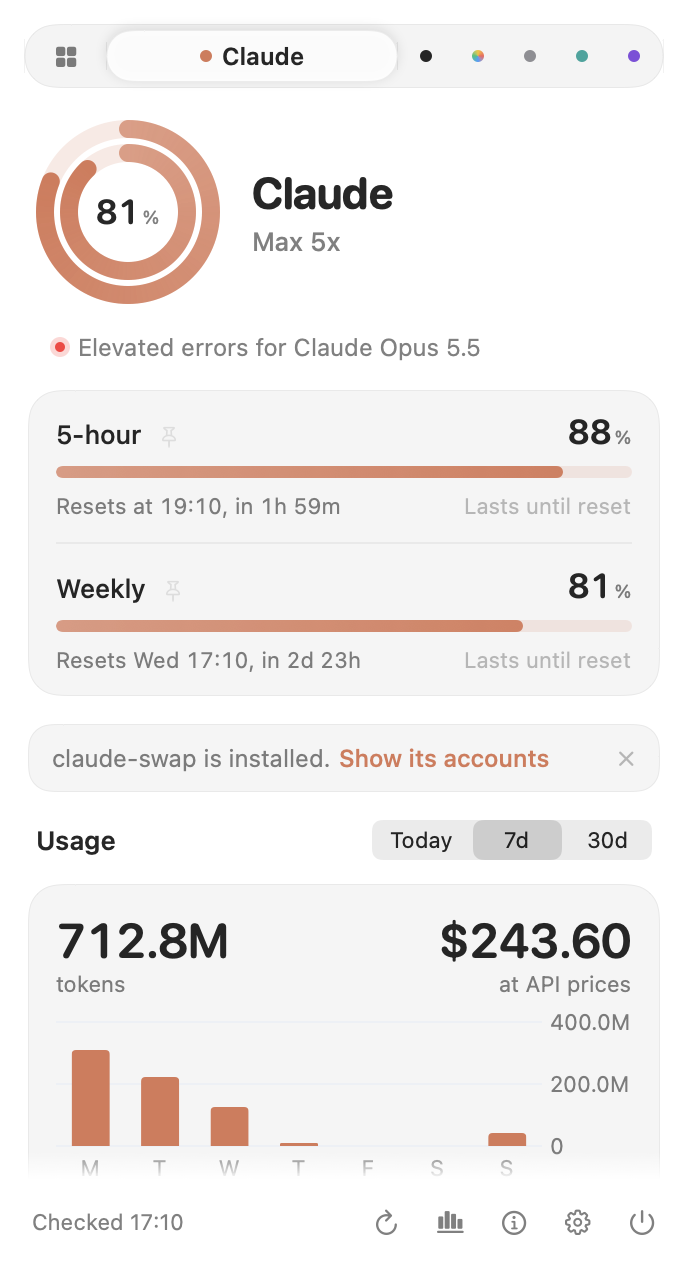 Claude
81 %
Claude
Max 5x
Elevated errors for Claude Opus 5.5
5-hour 88 %
Resets at 19:10, in 1h 59m Lasts until reset
Weekly 81 %
Resets Wed 17:10, in 2d 23h Lasts until reset
claude-swap is installed. Show its accounts
Usage Today 7d 30d
712.8M $243.60
tokens at API prices
400.0M
200.0M
0
M T W T F S S
Checked 17:10